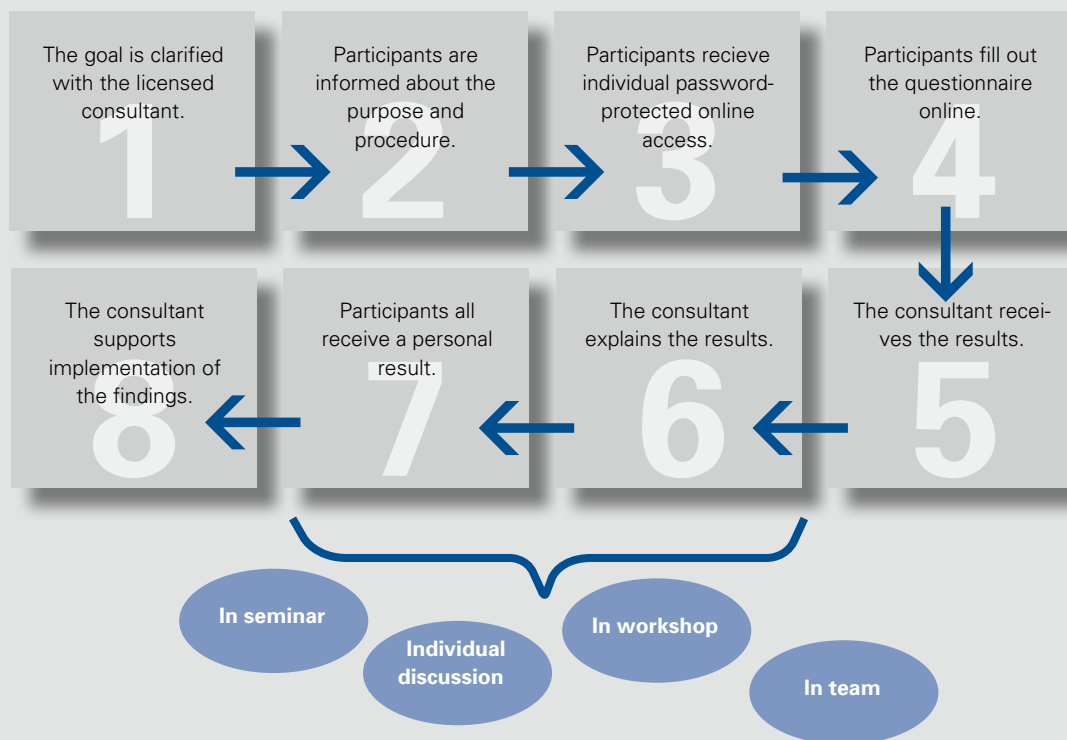 The goal is clarified
with the licensed
consultant.
1
Participants are
informed about the
purpose and
procedure.
2
Participants recieve
individual password-
protected online
access.
3
Participants fill out
the questionnaire
online.
4
The consultant recei-
ves the results.
5
The consultant
explains the results.
6
Participants all
receive a personal
result.
7
The consultant
supports
implementation of
the findings.
8
In seminar
Individual
discussion
In workshop
In team